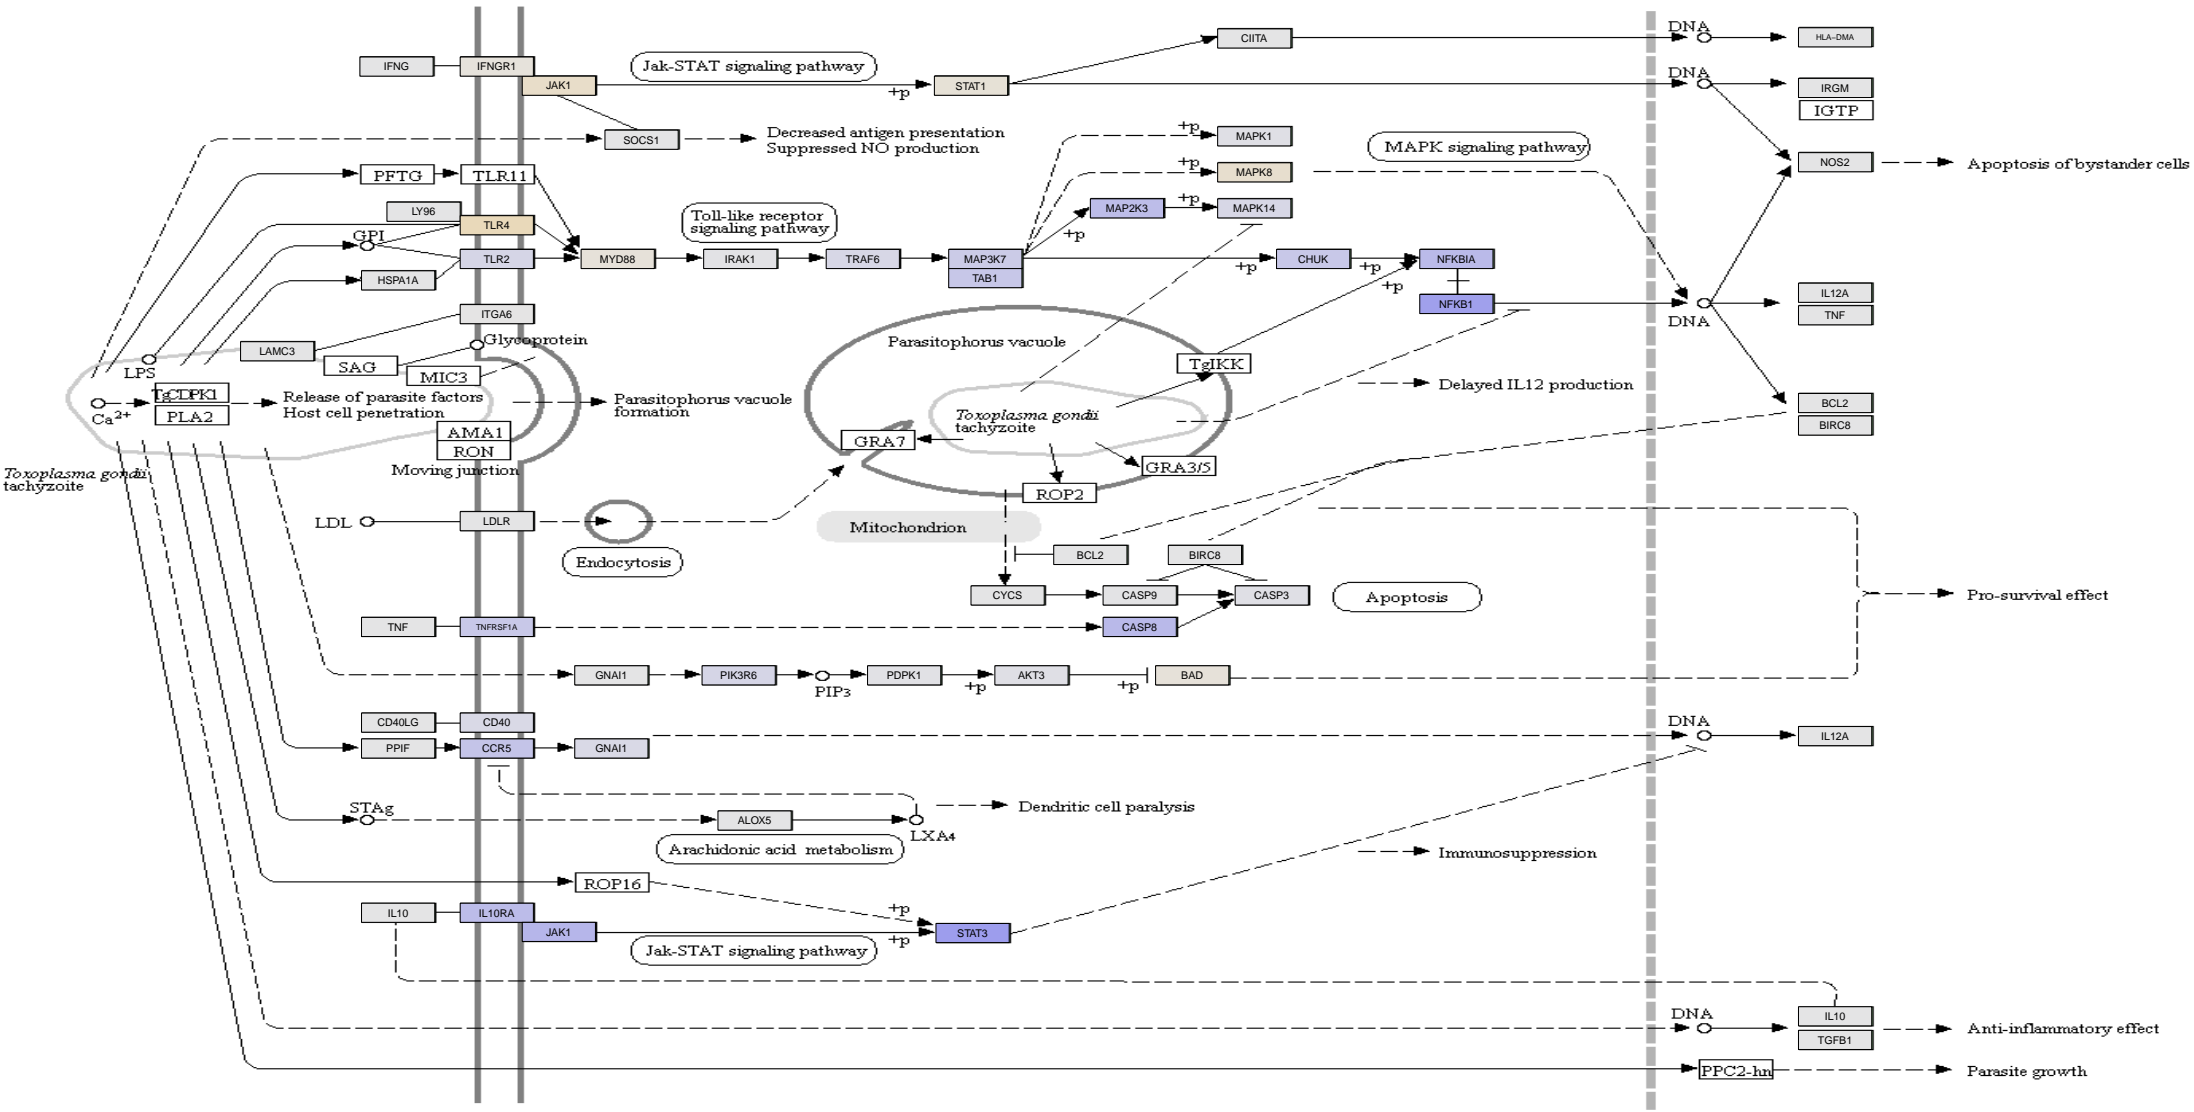 DNA
CIITA
HLA-DMA
IFNG
IFNGR1
Jak-STAT signaling pathway
DNA
JAK1
+p
STAT1
IRGM
IGTP
SOCS1
Decreased antigen presentation
Suppressed NO production
+p
MAPK1
MAPK signaling pathway
PFTG
TLR11
+p
MAPK8
NOS2
Apoptosis of bystander cells
LY96
TLR4
Toll-like receptor
signaling pathway
MAP2K3
+p
MAPK14
+p
GPI
TLR2
MYD88
IRAK1
TRAF6
MAP3K7
TAB1
+p
CHUK
+p
NFKBIA
+p
HSPA1A
NFKB1
DNA
IL12A
TNF
ITGA6
Glycoprotein
LAMC3
SAG
MIC3
LPS
Parasitophorus vacuole
TgIKK
Delayed IL12 production
Ca2+
TgCDPK1
PLA2
Release of parasite factors
Host cell penetration
Parasitophorus vacuole
formation
Toxoplasma gondii
tachyzoite
BCL2
BIRC8
AMA1
RON
Moving junction
GRA7
GRA3/5
ROP2
Toxoplasma gondii
tachyzoite
LDL
LDLR
Endocytosis
Mitochondrion
BCL2
BIRC8
CYCS
CASP9
CASP3
Apoptosis
Pro-survival effect
TNF
TNFRSF1A
CASP8
GNAI1
PIK3R6
PIP3
PDPK1
+p
AKT3
+p
BAD
CD40LG
CD40
PPIF
CCR5
GNAI1
DNA
IL12A
STAg
ALOX5
LXA4
Dendritic cell paralysis
Arachidonic acid metabolism
Immunosuppression
ROP16
+p
IL10
IL10RA
JAK1
+p
STAT3
Jak-STAT signaling pathway
DNA
IL10
TGFB1
Anti-inflammatory effect
PPC2-hn
Parasite growth